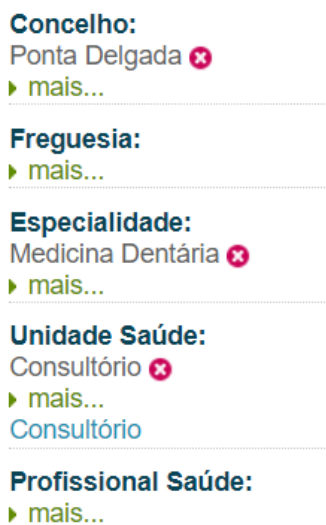 Concelho:
Ponta Delgada
mais...
Freguesia:
mais...
Especialidade:
Medicina Dentária
mais...
Unidade Saúde:
Consultório
mais...
Consultório
Profissional Saúde:
mais...